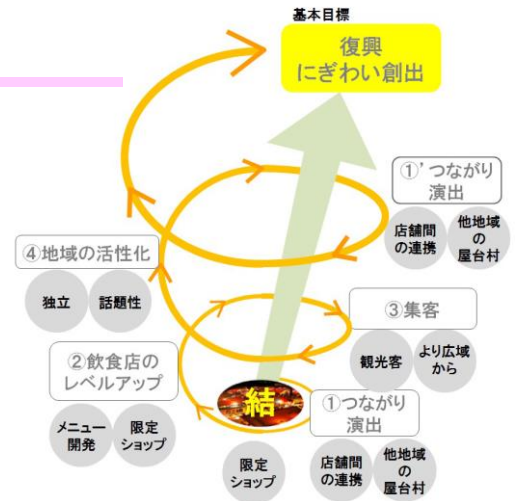 基本目標
復興
にぎわい創出
①’つながり
演出
店舗間
の連携
他地域
の
屋台村
④地域の活性化
独立
話題性
③集客
観光客
より広域
から
②飲食店の
レベルアップ
メニュー
開発
限定
ショップ
結
限定
ショップ
①つながり
演出
店舗間
の連携
他地域
の
屋台村